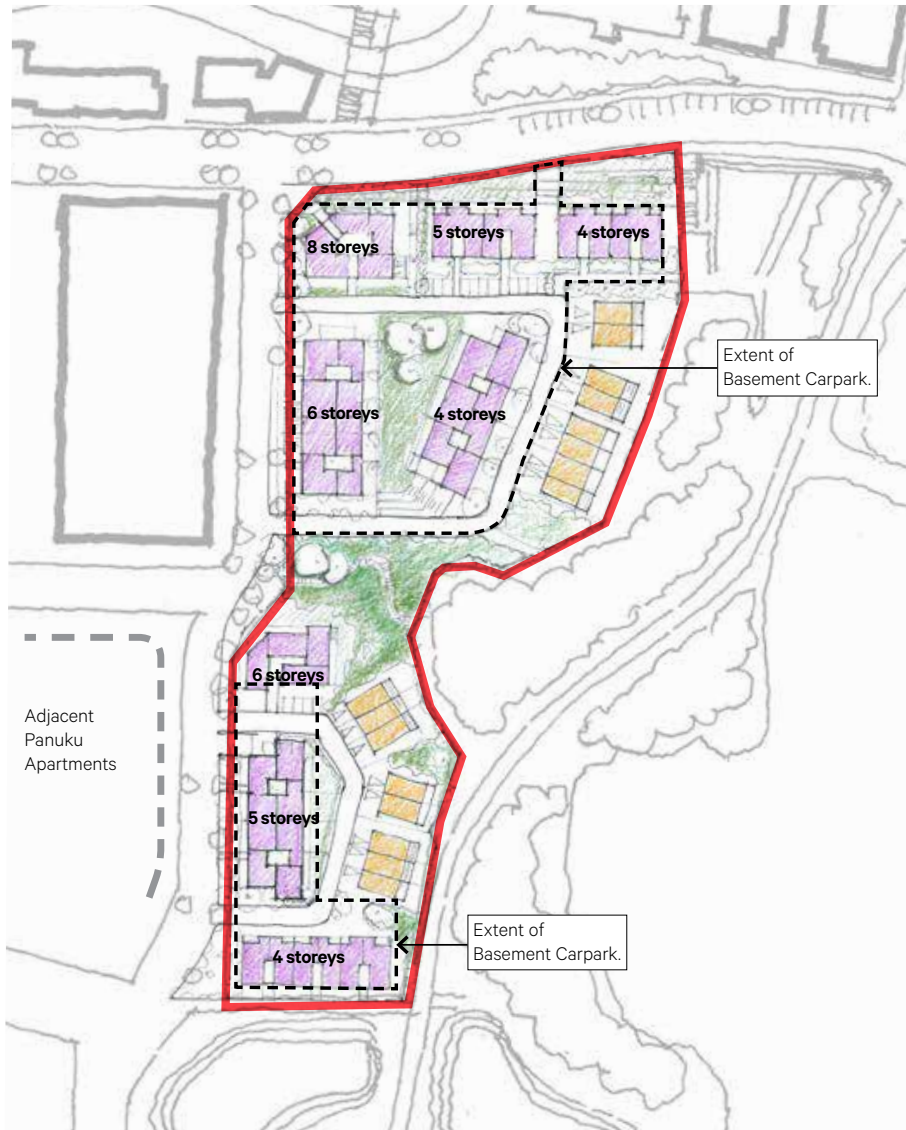 8 storeys
5 storeys
4 storeys
Extent of
Basement Carpark.
6 storeys
4 storeys
6 storeys
Adjacent
Panuku
Apartments
5 storeys
Extent of
Basement Carpark.
4 storeys